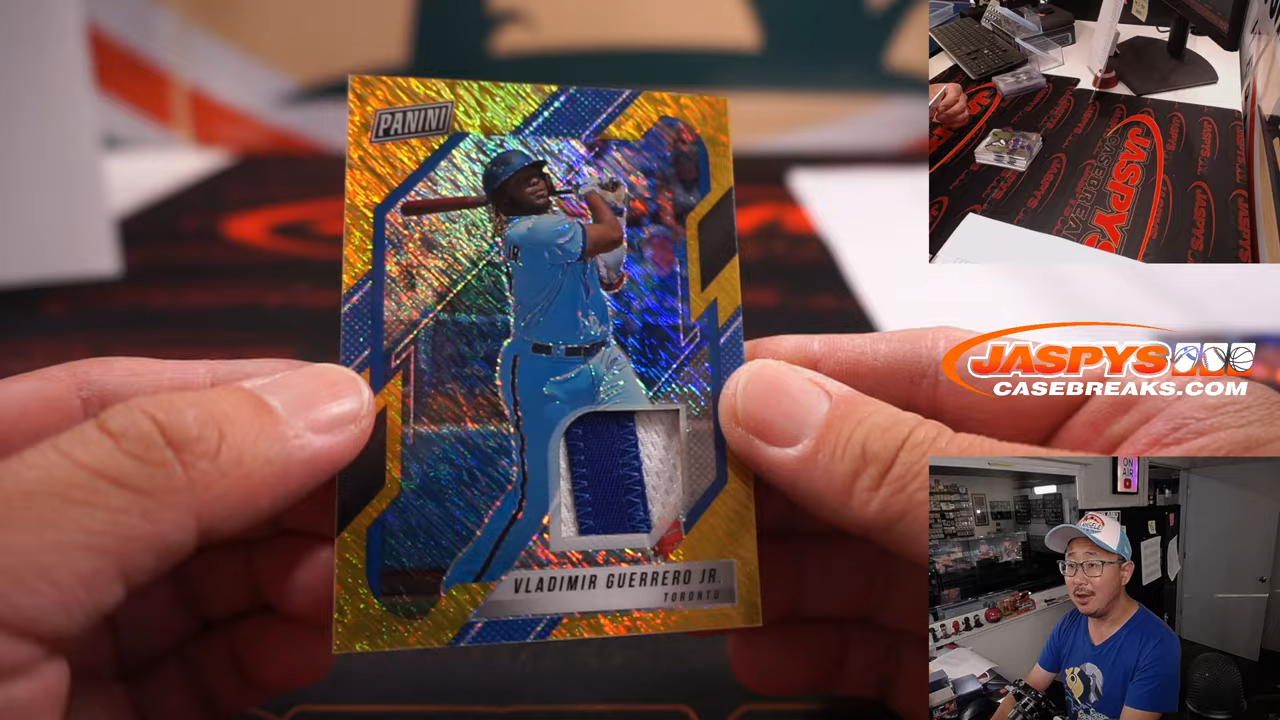 PANINI
VLADIMIR GUERRERO JR.
TORONTO
JASPYS
CASEBREAKS
JASPYS
CASEBREAKS.COM
ON
AIR